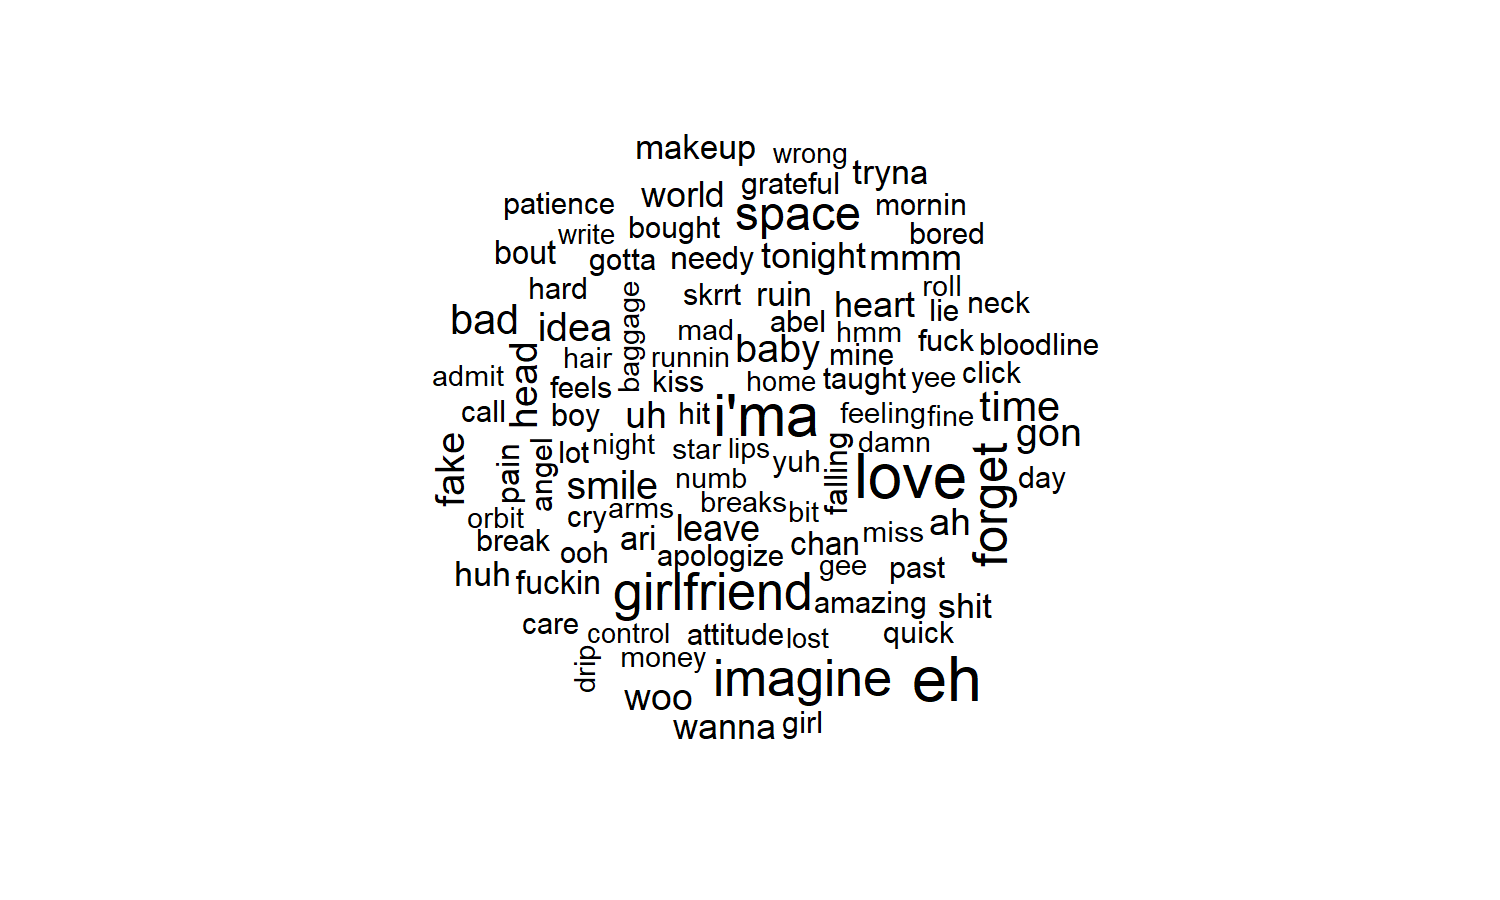 makeup wrong
grateful tryna
patience world space mornin
write bought bored
bout gotta needy tonight mmm
hard baggage skrrt ruin heart roll lie neck
bad idea mad abel hmm fuck bloodline
head hair runnin baby mine
admit feels kiss home taught yee click
call boy uh hit i'ma feeling fine time
fake pain angel lot night star lips yuh falling damn forget gon
smile numb love day
orbit cry arms breaks bit
break ooh ari leave chan miss ah
apologize gee past
huh fuckin girlfriend amazing shit
care control attitude lost quick
drip money imagine eh
woo
wanna girl